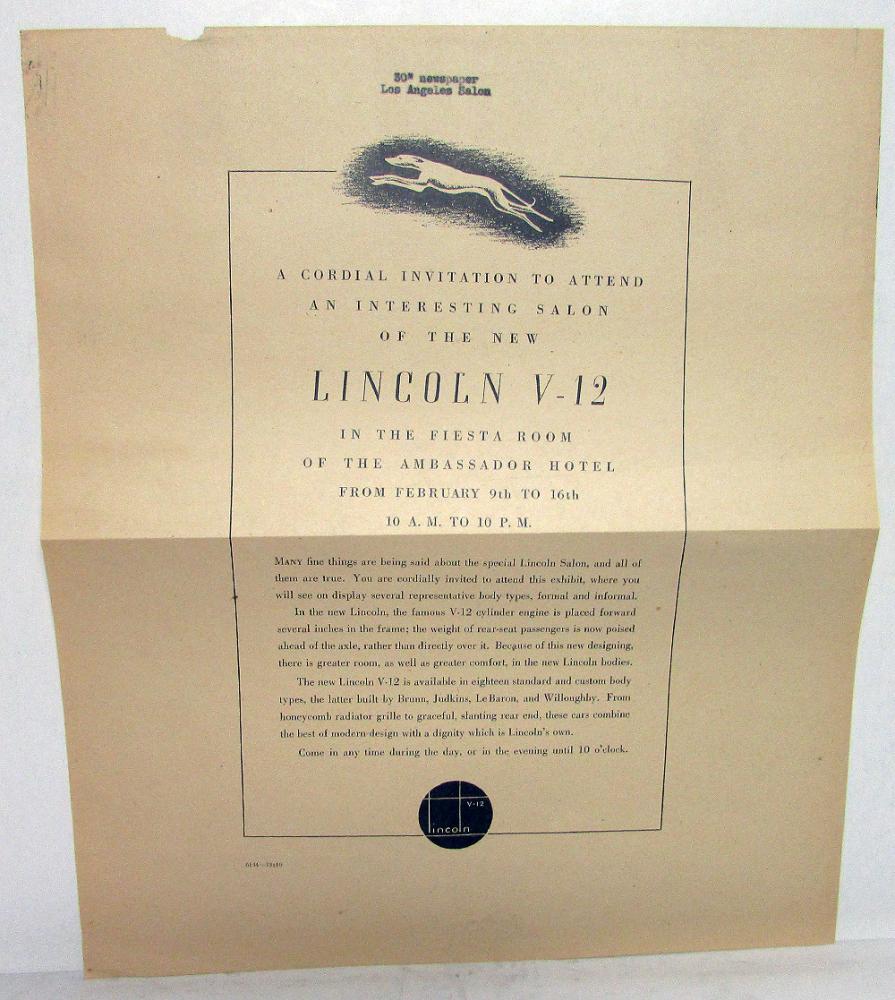 30" newspaper
Los Angeles Salon
A CORDIAL INVITATION TO ATTEND
AN INTERESTING SALON
OF THE NEW
LINCOLN V-12
IN THE FIESTA ROOM
OF THE AMBASSADOR HOTEL
FROM FEBRUARY 9th TO 16th
10 A. M. TO 10 P. M.
MANY fine things are being said about the special Lincoln Salon, and all of
them are true. You are cordially invited to attend this exhibit, where you
will see on display several representative body types, formal and informal.
In the new Lincoln, the famous V-12 cylinder engine is placed forward
several inches in the frame; the weight of rear-seat passengers is now poised
ahead of the axle, rather than directly over it. Because of this new designing,
there is greater room, as well as greater comfort, in the new Lincoln bodies.
The new Lincoln V-12 is available in eighteen standard and custom body
types, the latter built by Brunn, Judkins, LeBaron, and Willoughby. From
honeycomb radiator grille to graceful, slanting rear end, these cars combine
the best of modern design with a dignity which is Lincoln's own.
Come in any time during the day, or in the evening until 10 o'clock.
V-12
lincoln